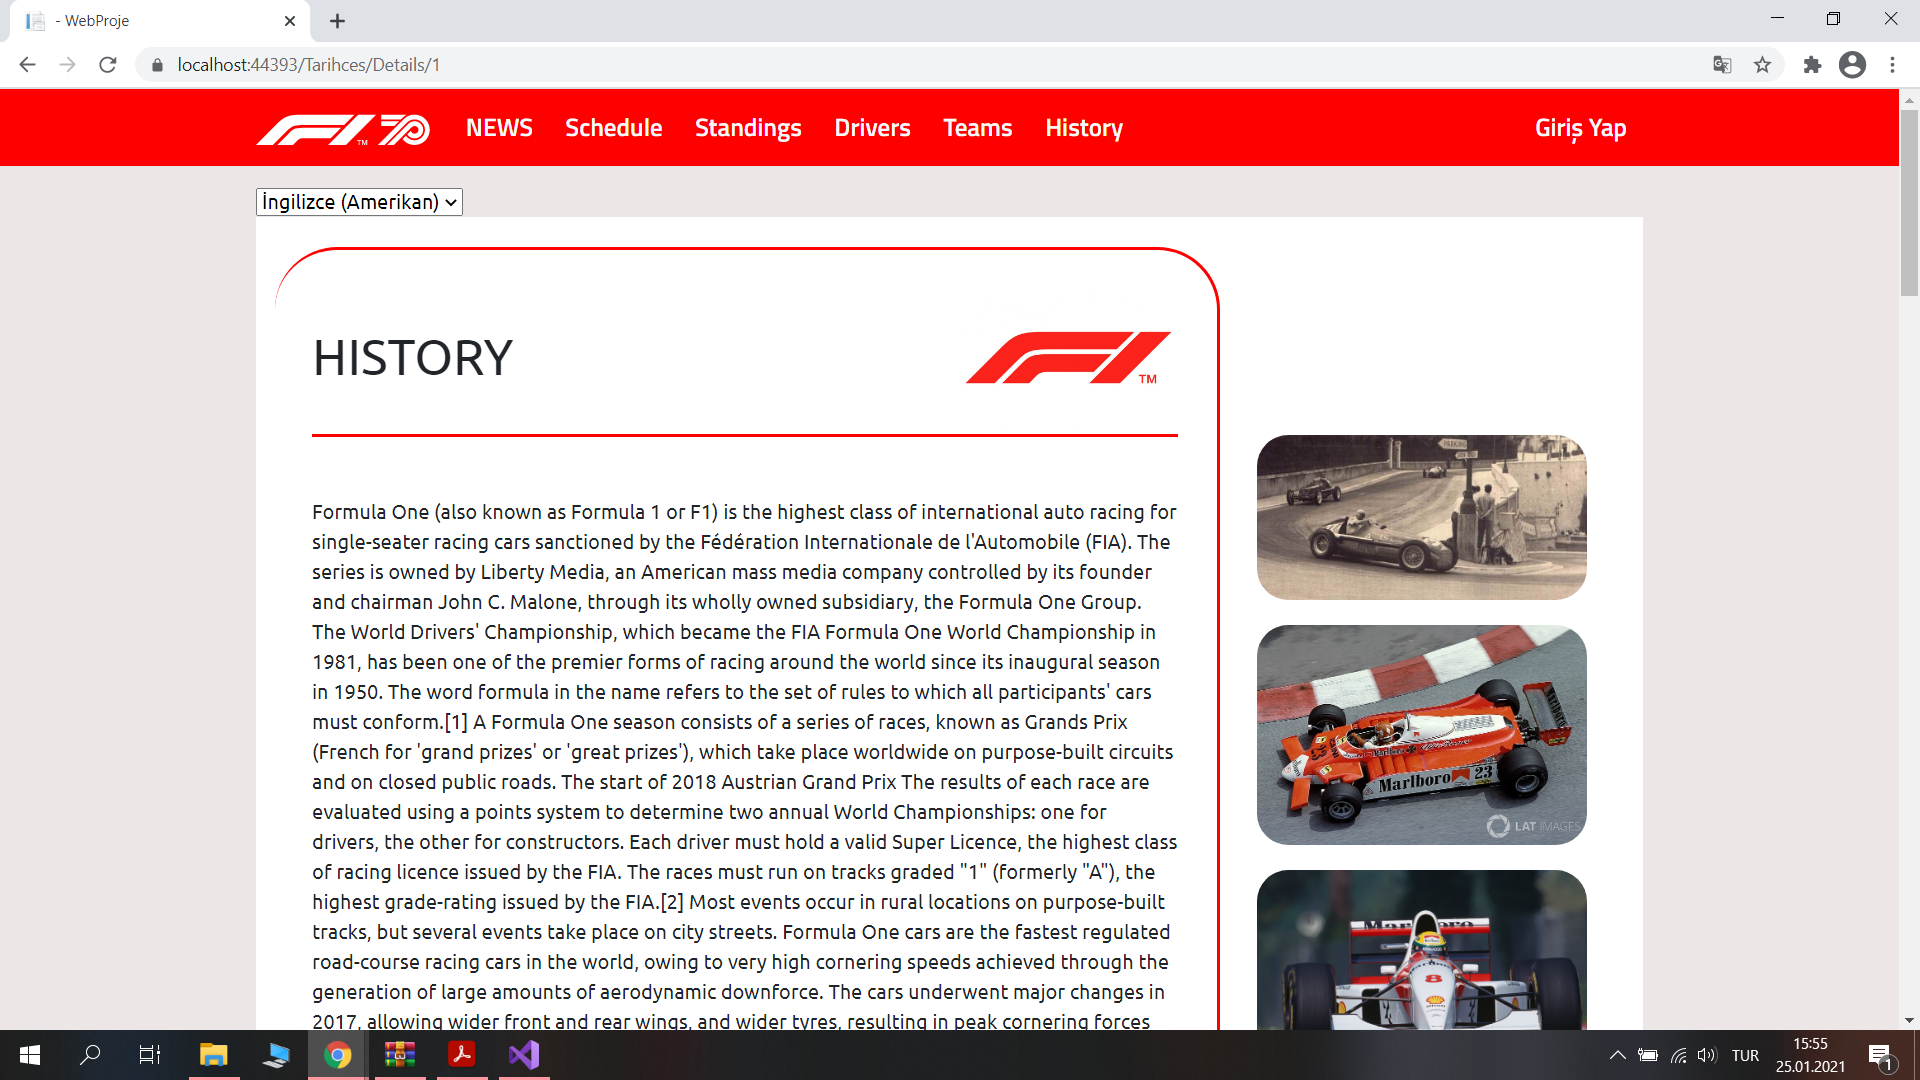 - WebProje
localhost:44393/Tarihces/Details/1
F1 TM 70 NEWS Schedule Standings Drivers Teams History Giriş Yap
İngilizce (Amerikan)
HISTORY
F1 TM
Formula One (also known as Formula 1 or F1) is the highest class of international auto racing for
single-seater racing cars sanctioned by the Fédération Internationale de l'Automobile (FIA). The
series is owned by Liberty Media, an American mass media company controlled by its founder
and chairman John C. Malone, through its wholly owned subsidiary, the Formula One Group.
The World Drivers' Championship, which became the FIA Formula One World Championship in
1981, has been one of the premier forms of racing around the world since its inaugural season
in 1950. The word formula in the name refers to the set of rules to which all participants' cars
must conform.[1] A Formula One season consists of a series of races, known as Grands Prix
(French for 'grand prizes' or 'great prizes'), which take place worldwide on purpose-built circuits
and on closed public roads. The start of 2018 Austrian Grand Prix The results of each race are
evaluated using a points system to determine two annual World Championships: one for
drivers, the other for constructors. Each driver must hold a valid Super Licence, the highest class
of racing licence issued by the FIA. The races must run on tracks graded "1" (formerly "A"), the
highest grade-rating issued by the FIA.[2] Most events occur in rural locations on purpose-built
tracks, but several events take place on city streets. Formula One cars are the fastest regulated
road-course racing cars in the world, owing to very high cornering speeds achieved through the
generation of large amounts of aerodynamic downforce. The cars underwent major changes in
2017, allowing wider front and rear wings, and wider tyres, resulting in peak cornering forces
PARKING
Marlboro
Marlboro 23
LAT IMAGES
Marlboro
8
TUR
15:55
25.01.2021
1